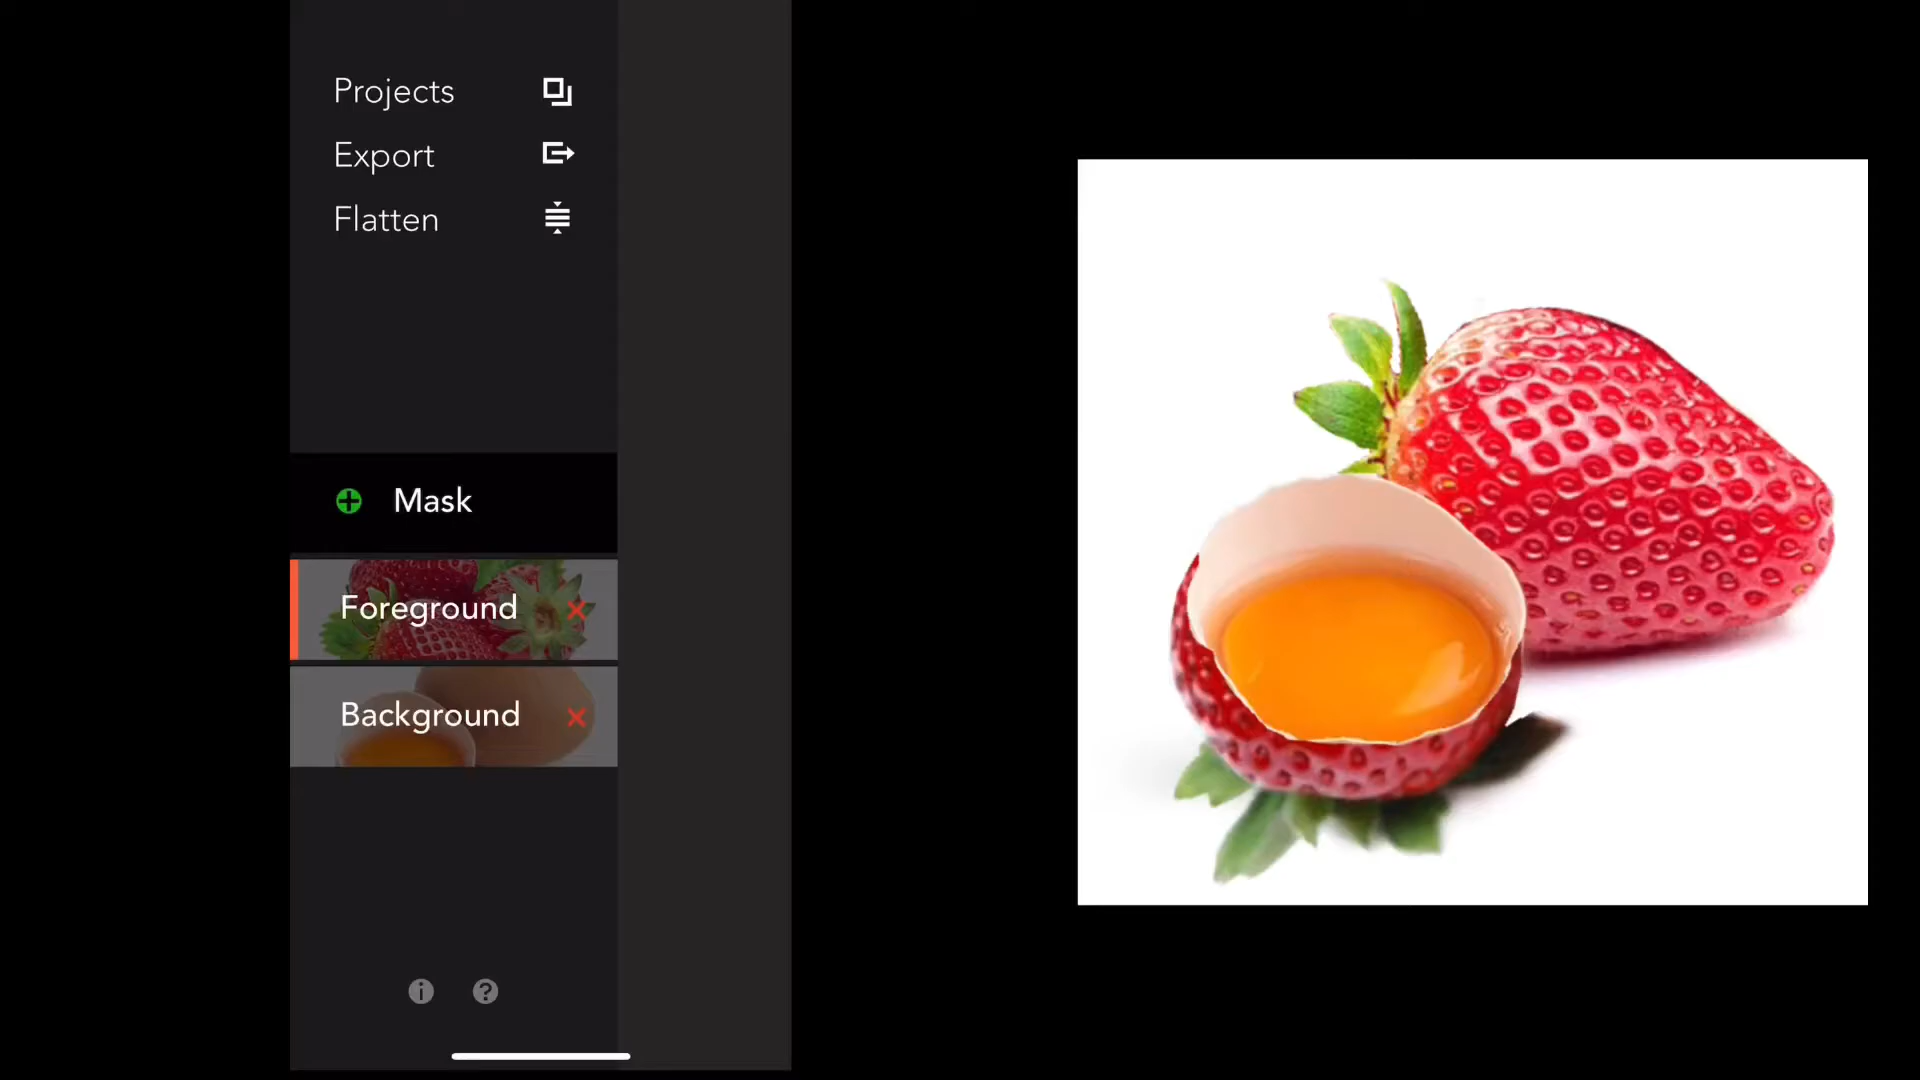 Projects
Export
Flatten
Mask
Foreground
Background